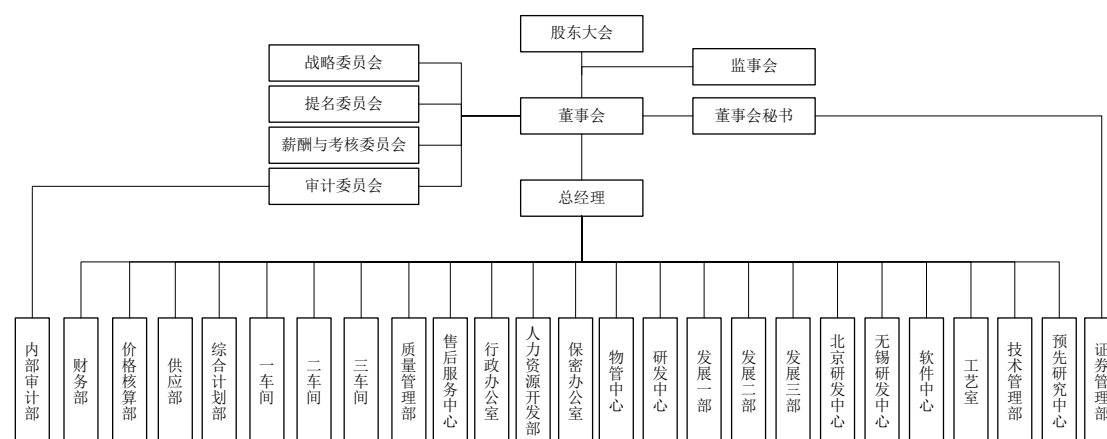 股东大会
战略委员会
监事会
提名委员会
董事会
董事会秘书
薪酬与考核委员会
审计委员会
总经理
内部审计部
财务部
价格核算部
供应部
综合计划部
一车间
二车间
三车间
质量管理部
售后服务中心
行政办公室
人力资源开发部
保密办公室
物管中心
研发中心
发展一部
发展二部
发展三部
北京研发中心
无锡研发中心
软件中心
工艺室
技术管理部
预先研究中心
证券管理部